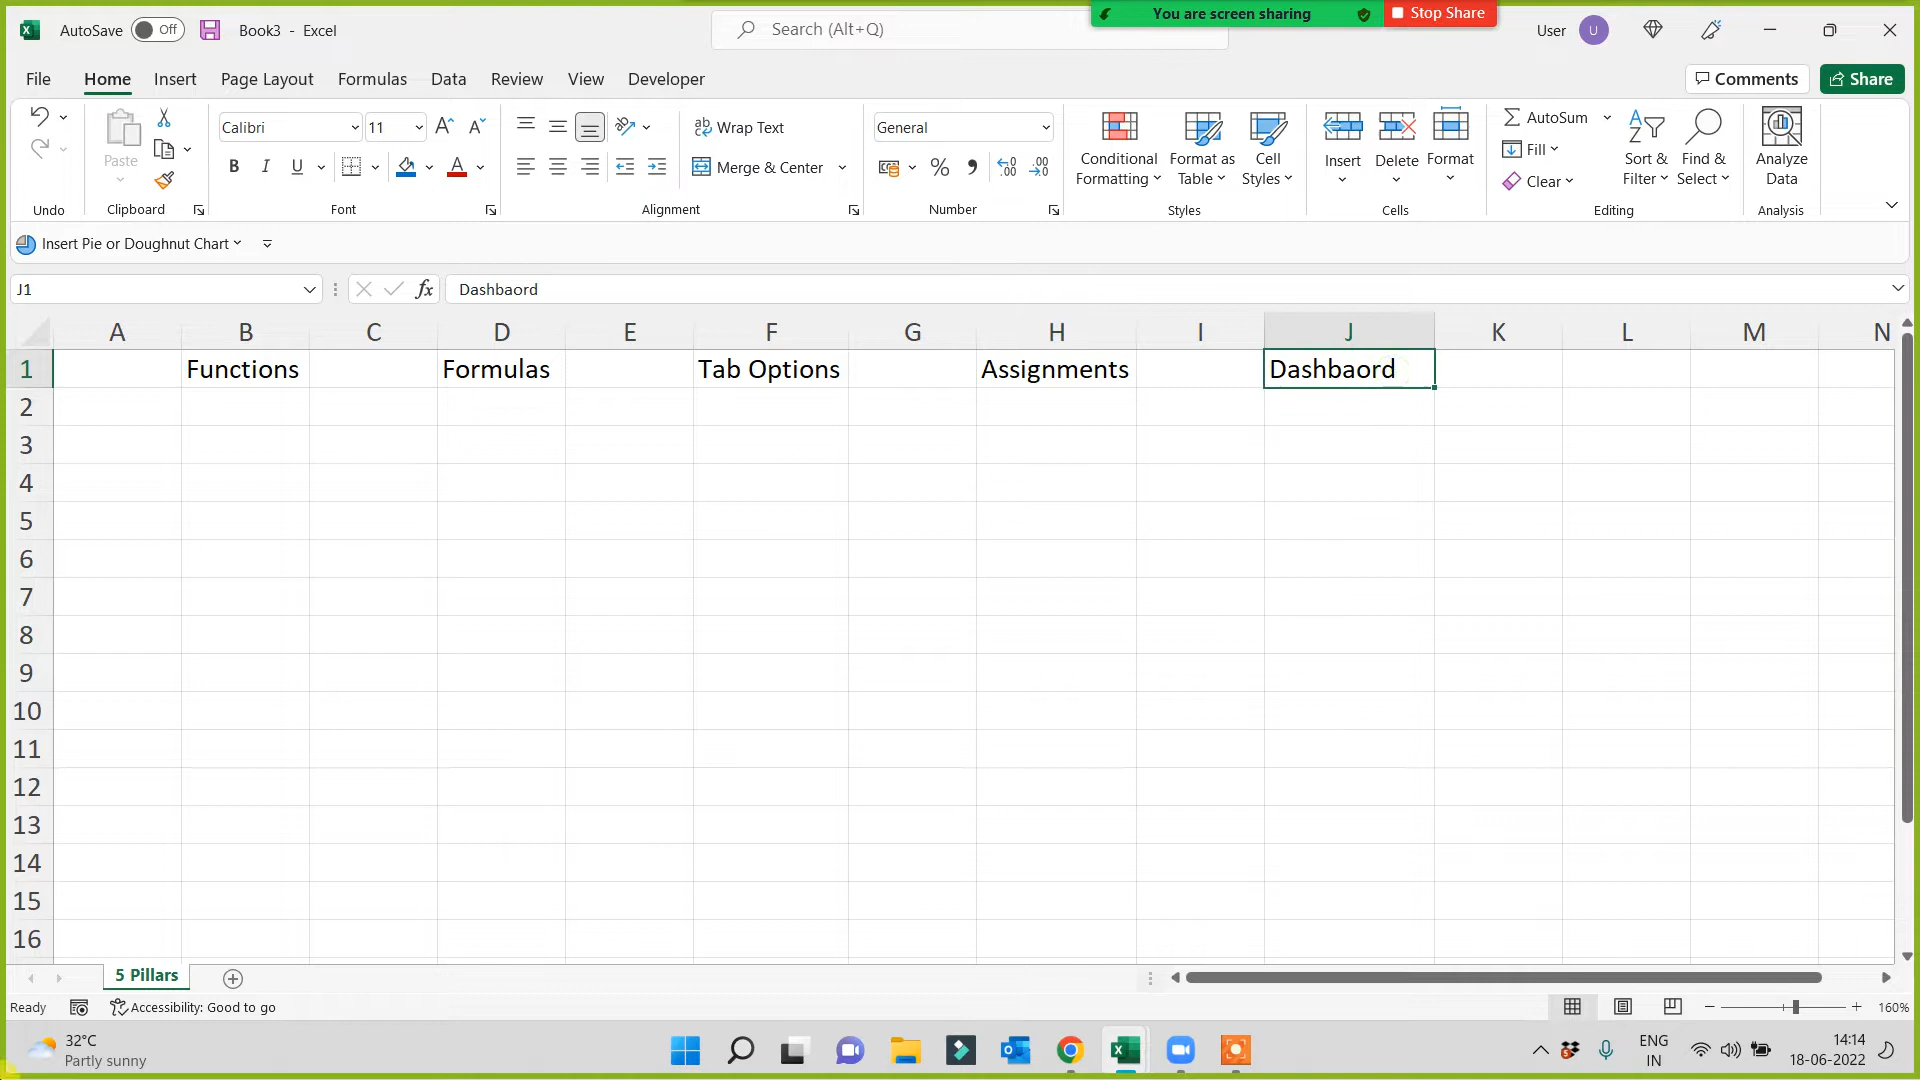 You are screen sharing Stop Share
AutoSave Off Book3 - Excel Search (Alt+Q) User U
File Home Insert Page Layout Formulas Data Review View Developer Comments Share
Calibri 11 Wrap Text General AutoSum
Paste Merge & Center Conditional Formatting Format as Table Cell Styles Insert Delete Format Fill Clear Sort & Filter Find & Select Analyze Data
Undo Clipboard Font Alignment Number Styles Cells Editing Analysis
Insert Pie or Doughnut Chart
J1 fx Dashbaord
A B C D E F G H I J K L M N
1 Functions Formulas Tab Options Assignments Dashbaord
2
3
4
5
6
7
8
9
10
11
12
13
14
15
16
5 Pillars
Ready Accessibility: Good to go 160%
32°C ENG 14:14
Partly sunny IN 18-06-2022